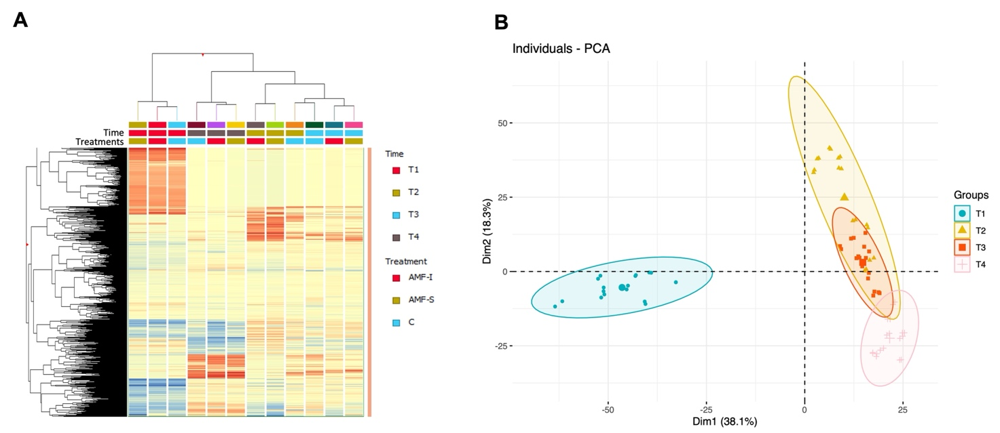 A
Time
Treatments
Time
T1
T2
T3
T4
Treatment
AMF-I
AMF-S
C
B
Individuals - PCA
Dim2 (18.3%)
50
25
0
-25
-50
-25
0
25
Dim1 (38.1%)
Groups
T1
T2
T3
T4